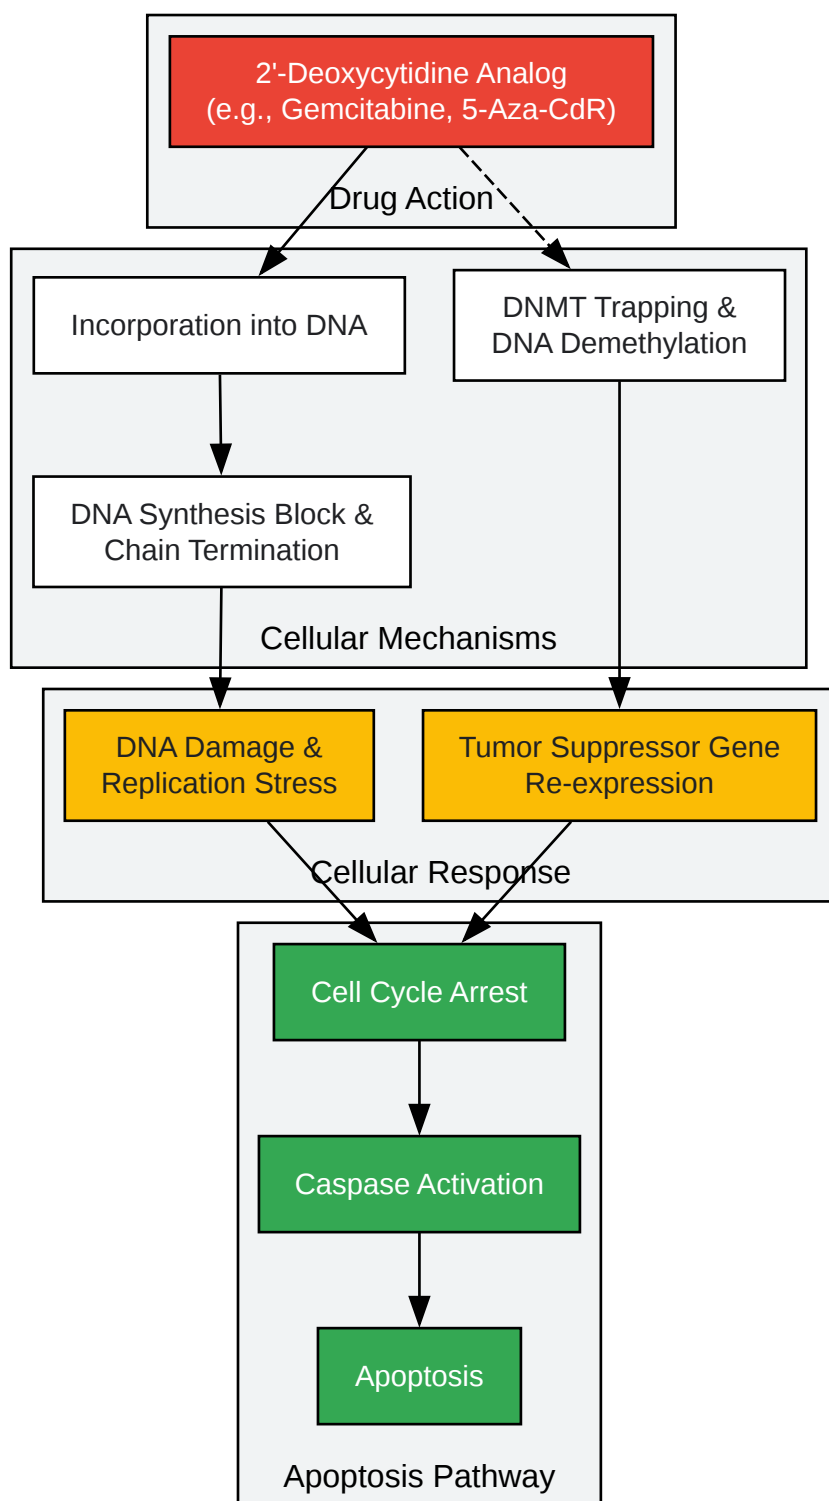 2'-Deoxycytidine Analog
(e.g., Gemcitabine, 5-Aza-CdR)
Drug Action
Incorporation into DNA
DNMT Trapping &
DNA Demethylation
DNA Synthesis Block &
Chain Termination
Cellular Mechanisms
DNA Damage &
Replication Stress
Tumor Suppressor Gene
Re-expression
Cellular Response
Cell Cycle Arrest
Caspase Activation
Apoptosis
Apoptosis Pathway